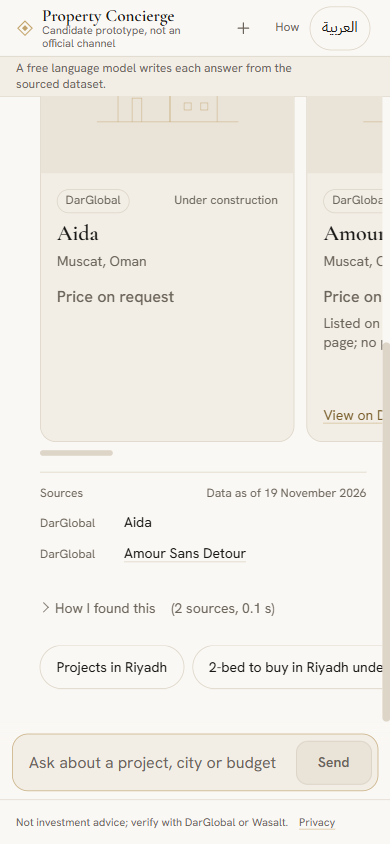 Property Concierge
Candidate prototype, not an
official channel
How
العربية
A free language model writes each answer from the
sourced dataset.
DarGlobal
Under construction
Aida
Muscat, Oman
Price on request
DarGloba
Amour
Muscat, O
Price on
Listed on
page; no
View on D
Sources
Data as of 19 November 2026
DarGlobal Aida
DarGlobal Amour Sans Detour
How I found this (2 sources, 0.1 s)
Projects in Riyadh
2-bed to buy in Riyadh unde
Ask about a project, city or budget
Send
Not investment advice; verify with DarGlobal or Wasalt. Privacy